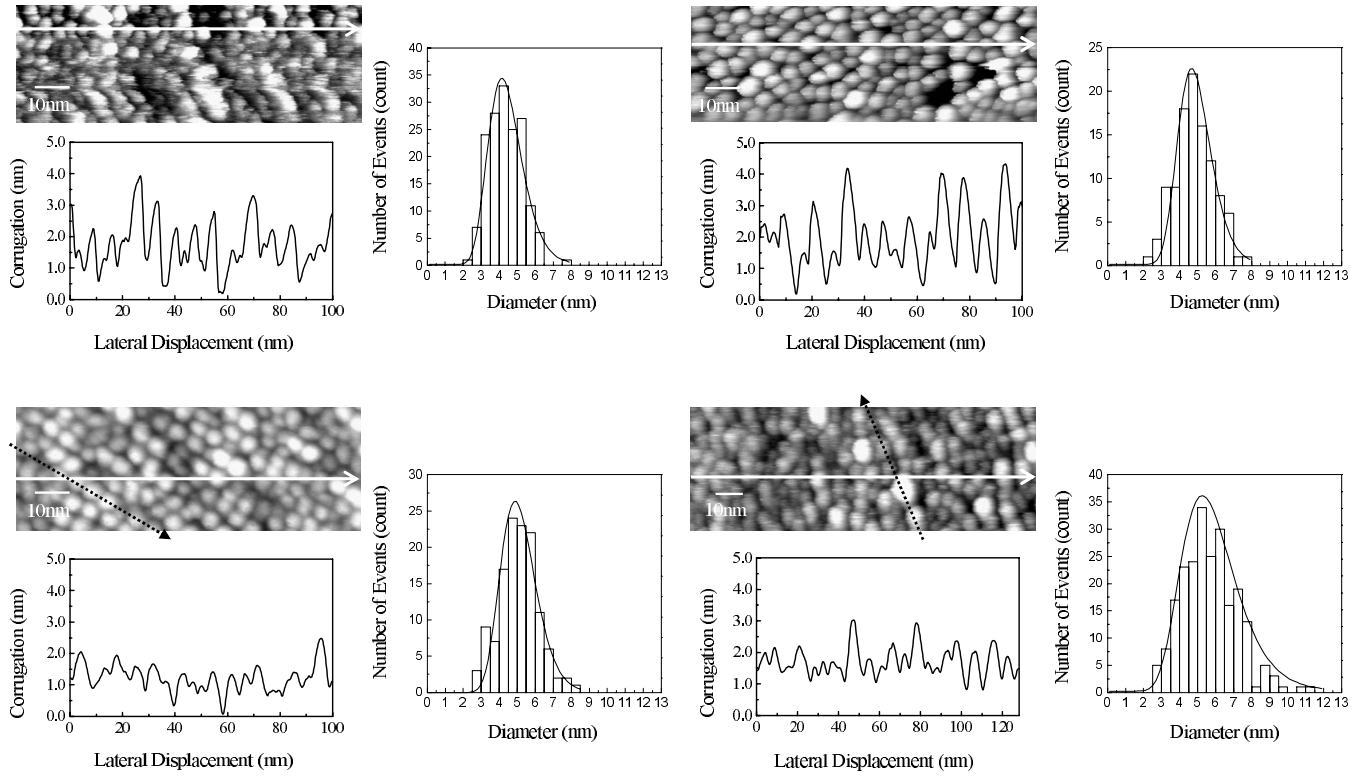 10nm
5.0
4.0
3.0
2.0
1.0
0.0
Corrugation (nm)
0 20 40 60 80 100
Lateral Displacement (nm)
40
35
30
25
20
15
10
5
0
Number of Events (count)
0 1 2 3 4 5 6 7 8 9 10 11 12 13
Diameter (nm)
10nm
5.0
4.0
3.0
2.0
1.0
0.0
Corrugation (nm)
0 20 40 60 80 100
Lateral Displacement (nm)
25
20
15
10
5
0
Number of Events (count)
0 1 2 3 4 5 6 7 8 9 10 11 12 13
Diameter (nm)
10nm
5.0
4.0
3.0
2.0
1.0
0.0
Corrugation (nm)
0 20 40 60 80 100
Lateral Displacement (nm)
30
25
20
15
10
5
0
Number of Events (count)
0 1 2 3 4 5 6 7 8 9 10 11 12 13
Diameter (nm)
10nm
5.0
4.0
3.0
2.0
1.0
0.0
Corrugation (nm)
0 20 40 60 80 100 120
Lateral Displacement (nm)
40
35
30
25
20
15
10
5
0
Number of Events (count)
0 1 2 3 4 5 6 7 8 9 10 11 12 13
Diameter (nm)